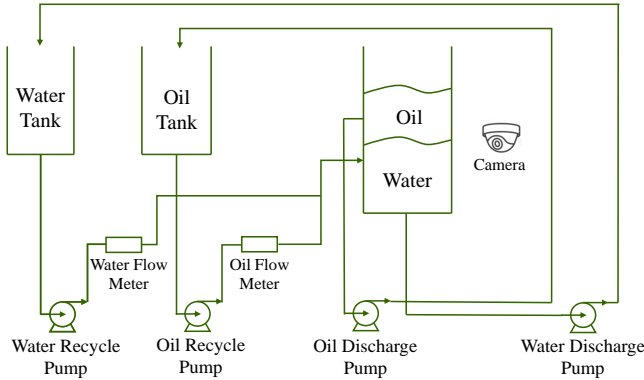 Water
Tank
Oil
Tank
Oil
Water
Camera
Water Flow
Meter
Oil Flow
Meter
Water Recycle
Pump
Oil Recycle
Pump
Oil Discharge
Pump
Water Discharge
Pump